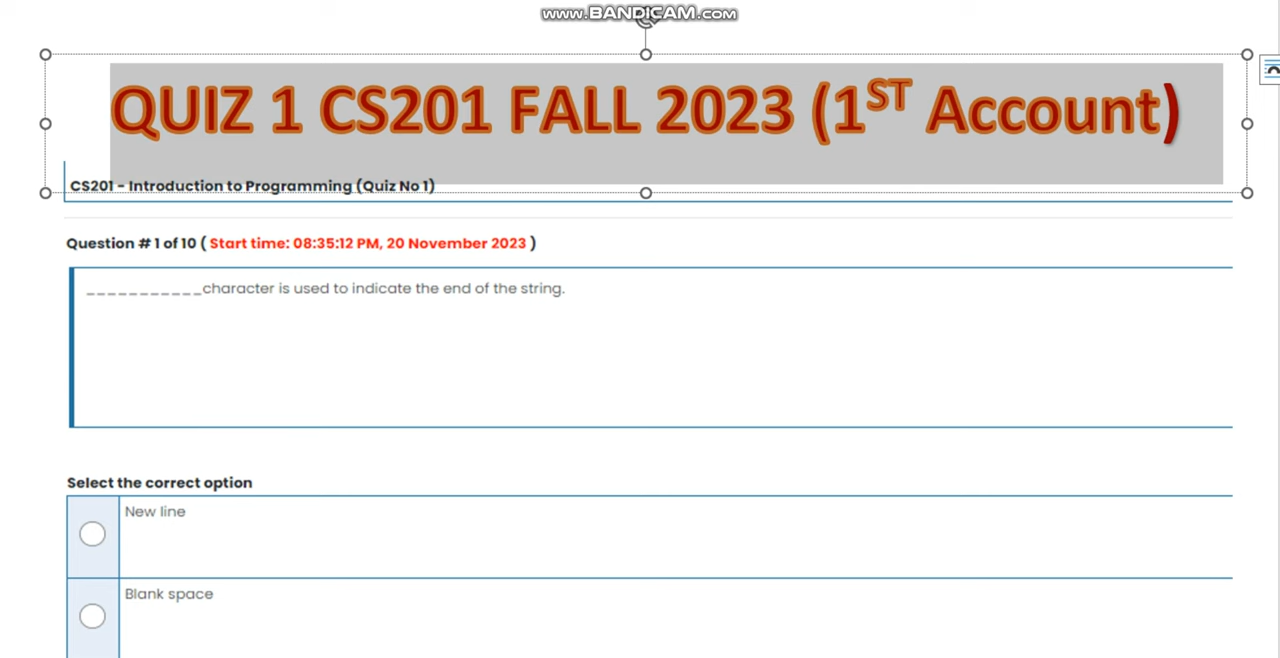 www.BANDICAM.com
QUIZ 1 CS201 FALL 2023 (1ST Account)
CS201 - Introduction to Programming (Quiz No 1)
Question # 1 of 10 ( Start time: 08:35:12 PM, 20 November 2023 )
___________character is used to indicate the end of the string.
Select the correct option
New line
Blank space